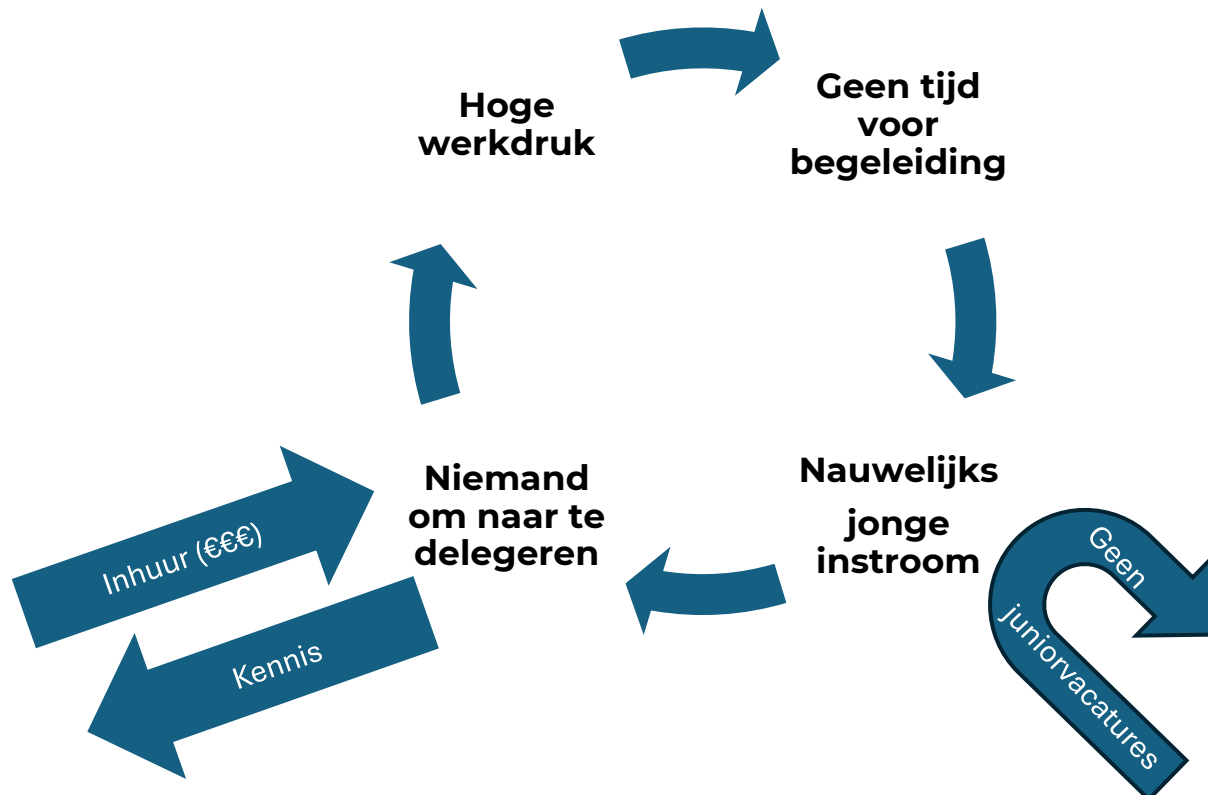 Hoge
werkdruk
Geen tijd
voor
begeleiding
Nauwelijks
jonge
instroom
Geen
juniorvacatures
Niemand
om naar te
delegeren
Inhuur (€€€)
Kennis